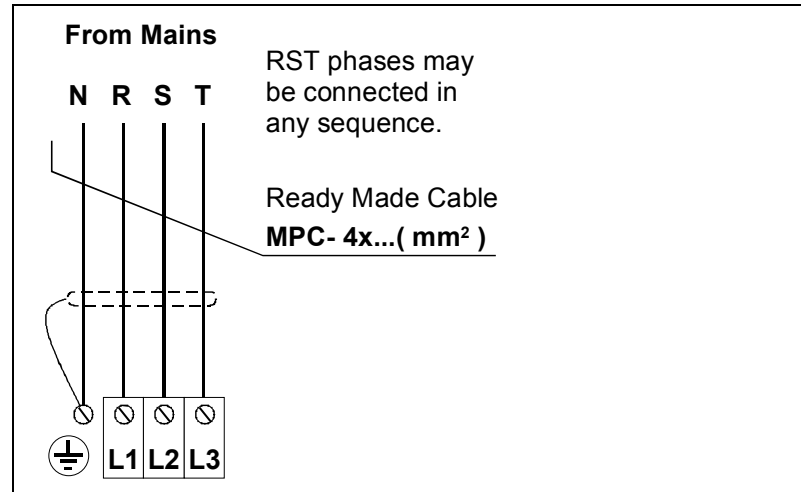 From Mains
N R S T
RST phases may
be connected in
any sequence.
Ready Made Cable
MPC- 4x...( mm² )
L1 L2 L3